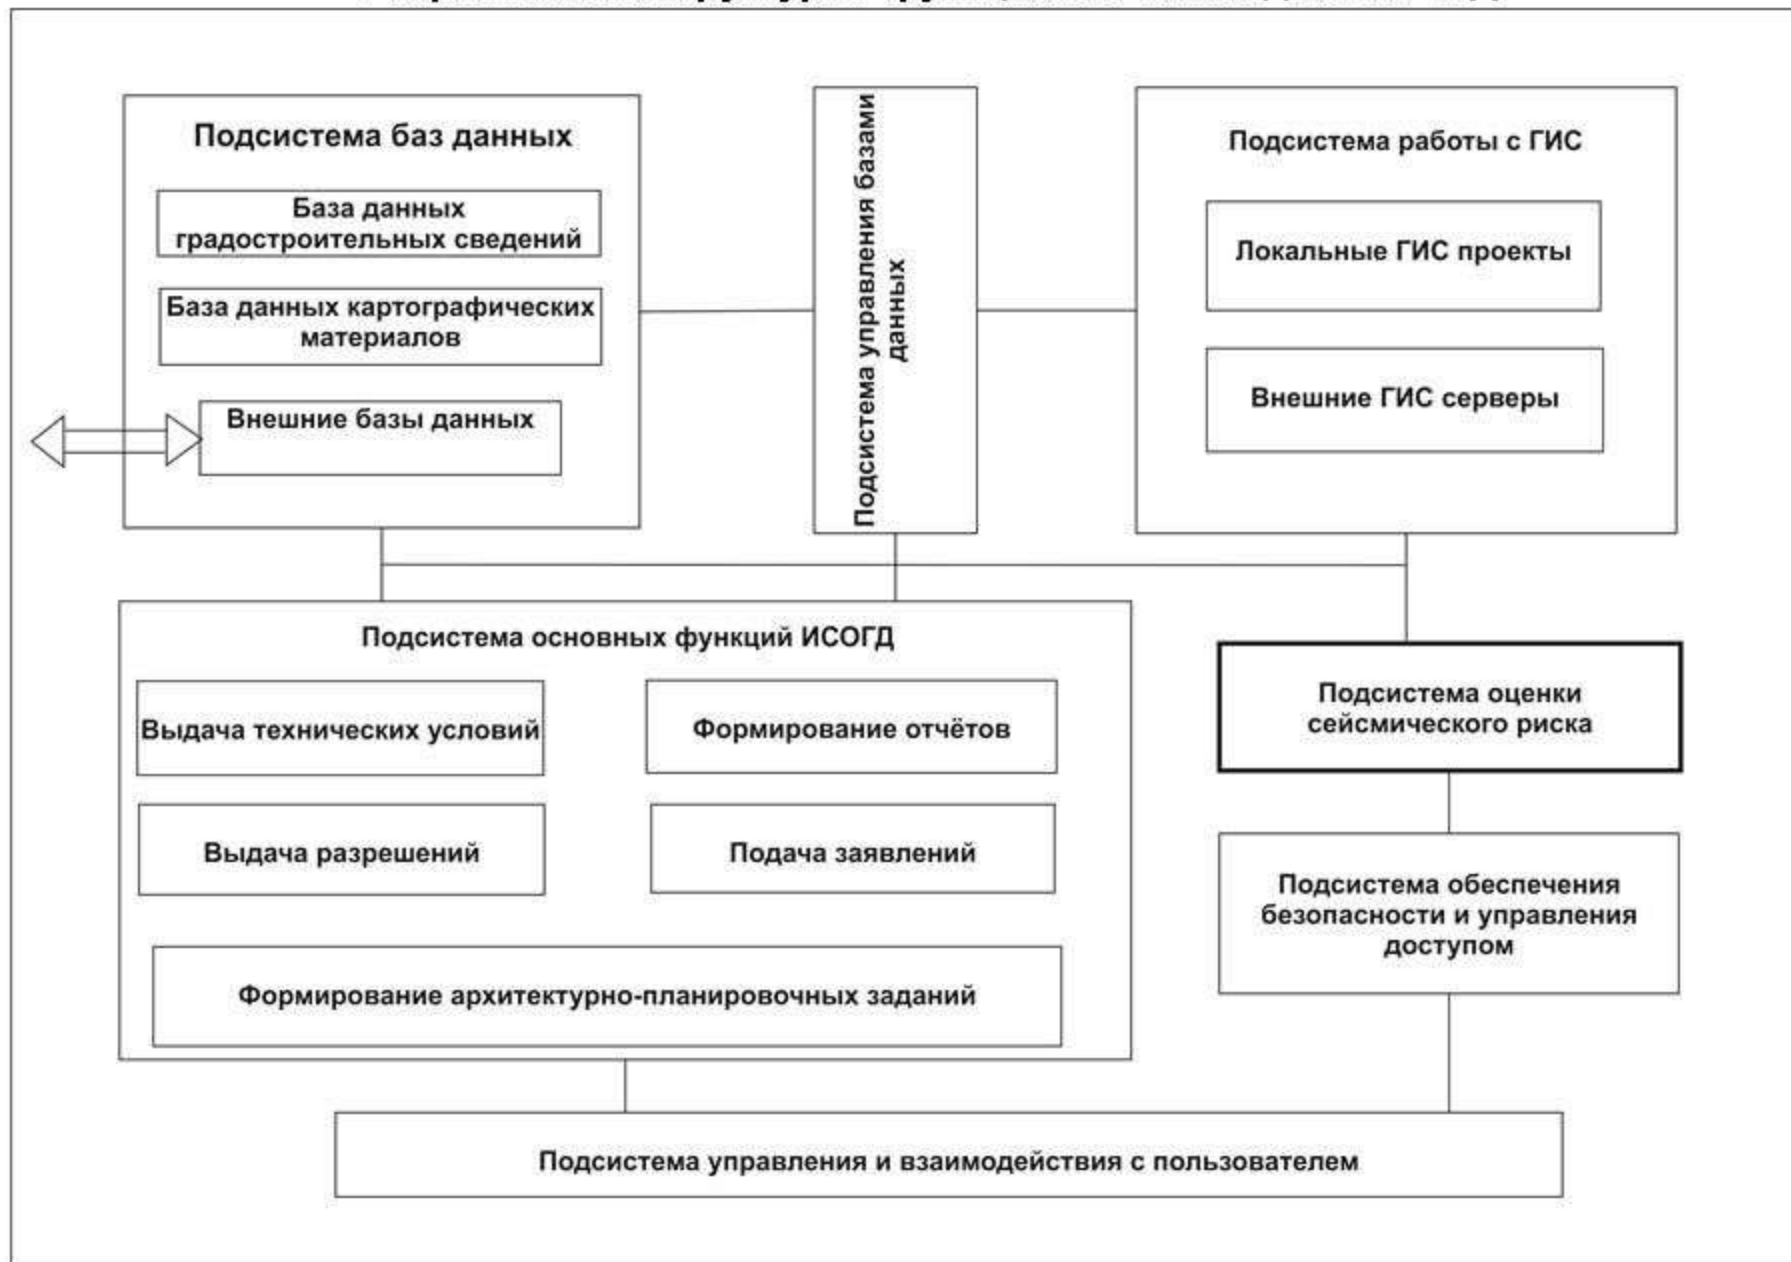 Подсистема баз данных
База данных
градостроительных сведений
База данных картографических
материалов
Внешние базы данных
Подсистема управления базами
данных
Подсистема работы с ГИС
Локальные ГИС проекты
Внешние ГИС серверы
Подсистема основных функций ИСОГД
Выдача технических условий
Формирование отчётов
Выдача разрешений
Подача заявлений
Формирование архитектурно-планировочных заданий
Подсистема оценки
сейсмического риска
Подсистема обеспечения
безопасности и управления
доступом
Подсистема управления и взаимодействия с пользователем